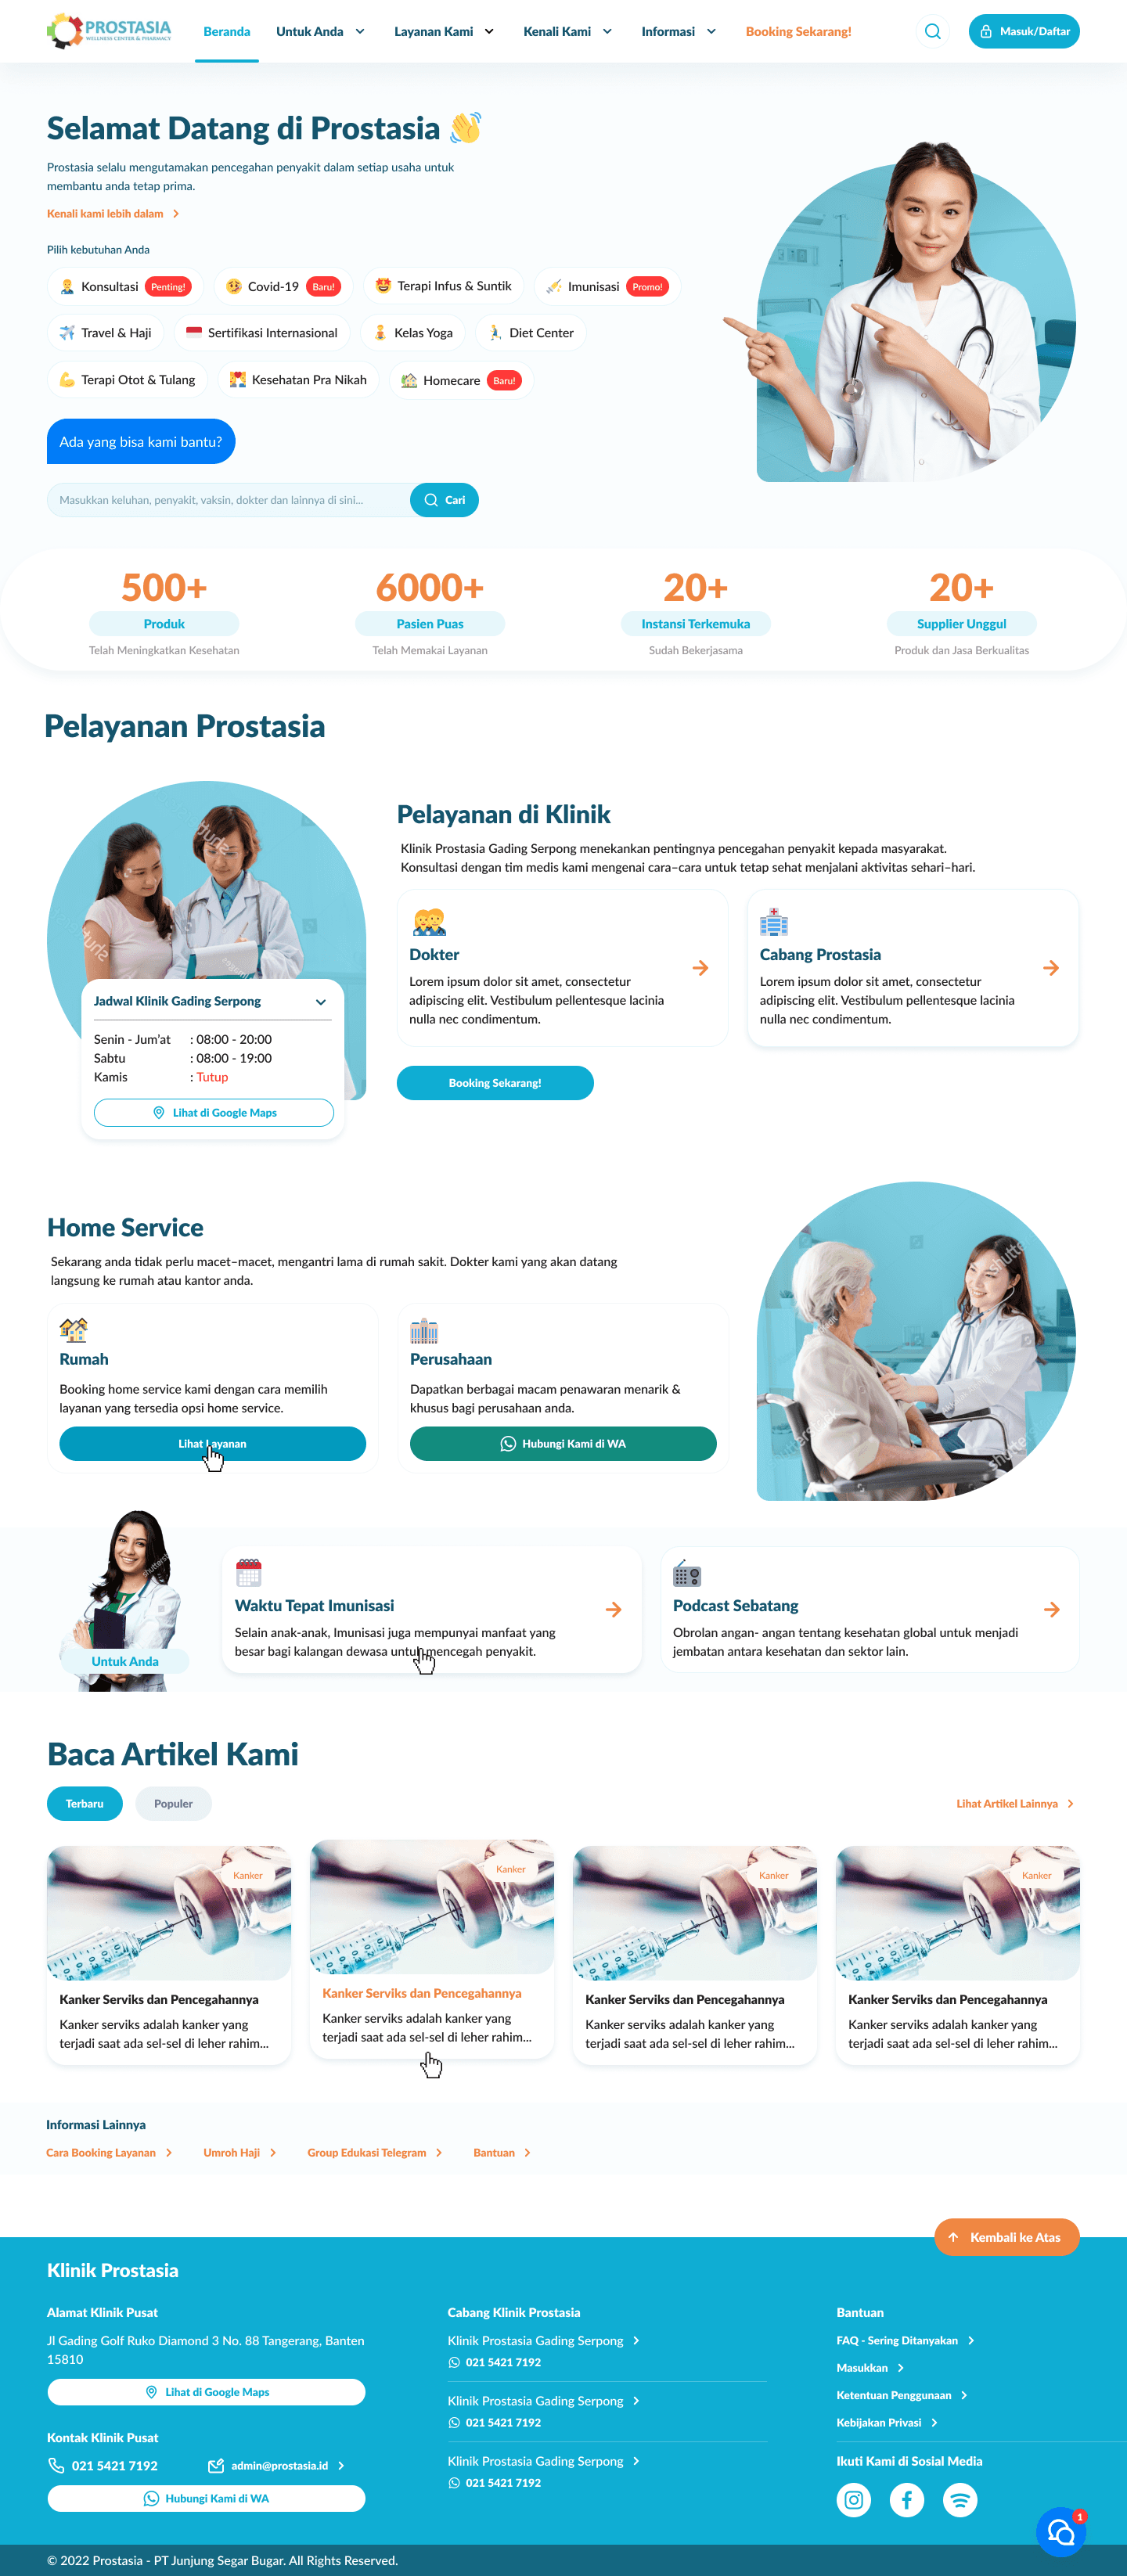 PROSTASIA
WELLNESS CENTER & PHARMACY
Beranda
Untuk Anda
Layanan Kami
Kenali Kami
Informasi
Booking Sekarang!
Masuk/Daftar
Selamat Datang di Prostasia
Prostasia selalu mengutamakan pencegahan penyakit dalam setiap usaha untuk
membantu anda tetap prima.
Kenali kami lebih dalam
Pilih kebutuhan Anda
Konsultasi Penting!
Covid-19 Baru!
Terapi Infus & Suntik
Imunisasi Promo!
Travel & Haji
Sertifikasi Internasional
Kelas Yoga
Diet Center
Terapi Otot & Tulang
Kesehatan Pra Nikah
Homecare Baru!
Ada yang bisa kami bantu?
Masukkan keluhan, penyakit, vaksin, dokter dan lainnya di sini...
Cari
500+
Produk
Telah Meningkatkan Kesehatan
6000+
Pasien Puas
Telah Memakai Layanan
20+
Instansi Terkemuka
Sudah Bekerjasama
20+
Supplier Unggul
Produk dan Jasa Berkualitas
Pelayanan Prostasia
Jadwal Klinik Gading Serpong
Senin - Jum'at : 08:00 - 20:00
Sabtu : 08:00 - 19:00
Kamis : Tutup
Lihat di Google Maps
Pelayanan di Klinik
Klinik Prostasia Gading Serpong menekankan pentingnya pencegahan penyakit kepada masyarakat.
Konsultasi dengan tim medis kami mengenai cara–cara untuk tetap sehat menjalani aktivitas sehari–hari.
Dokter
Lorem ipsum dolor sit amet, consectetur
adipiscing elit. Vestibulum pellentesque lacinia
nulla nec condimentum.
Cabang Prostasia
Lorem ipsum dolor sit amet, consectetur
adipiscing elit. Vestibulum pellentesque lacinia
nulla nec condimentum.
Booking Sekarang!
Home Service
Sekarang anda tidak perlu macet–macet, mengantri lama di rumah sakit. Dokter kami yang akan datang
langsung ke rumah atau kantor anda.
Rumah
Booking home service kami dengan cara memilih
layanan yang tersedia opsi home service.
Lihat Layanan
Perusahaan
Dapatkan berbagai macam penawaran menarik &
khusus bagi perusahaan anda.
Hubungi Kami di WA
shutterstock
Untuk Anda
Waktu Tepat Imunisasi
Selain anak-anak, Imunisasi juga mempunyai manfaat yang
besar bagi kalangan dewasa untuk mencegah penyakit.
Podcast Sebatang
Obrolan angan- angan tentang kesehatan global untuk menjadi
jembatan antara kesehatan dan sektor lain.
Baca Artikel Kami
Terbaru
Populer
Lihat Artikel Lainnya
Kanker
Kanker Serviks dan Pencegahannya
Kanker serviks adalah kanker yang
terjadi saat ada sel-sel di leher rahim...
Kanker
Kanker Serviks dan Pencegahannya
Kanker serviks adalah kanker yang
terjadi saat ada sel-sel di leher rahim...
Kanker
Kanker Serviks dan Pencegahannya
Kanker serviks adalah kanker yang
terjadi saat ada sel-sel di leher rahim...
Kanker
Kanker Serviks dan Pencegahannya
Kanker serviks adalah kanker yang
terjadi saat ada sel-sel di leher rahim...
Informasi Lainnya
Cara Booking Layanan
Umroh Haji
Group Edukasi Telegram
Bantuan
Kembali ke Atas
Klinik Prostasia
Alamat Klinik Pusat
Jl Gading Golf Ruko Diamond 3 No. 88 Tangerang, Banten
15810
Lihat di Google Maps
Kontak Klinik Pusat
021 5421 7192
admin@prostasia.id
Hubungi Kami di WA
Cabang Klinik Prostasia
Klinik Prostasia Gading Serpong
021 5421 7192
Klinik Prostasia Gading Serpong
021 5421 7192
Klinik Prostasia Gading Serpong
021 5421 7192
Bantuan
FAQ - Sering Ditanyakan
Masukkan
Ketentuan Penggunaan
Kebijakan Privasi
Ikuti Kami di Sosial Media
1
© 2022 Prostasia - PT Junjung Segar Bugar. All Rights Reserved.